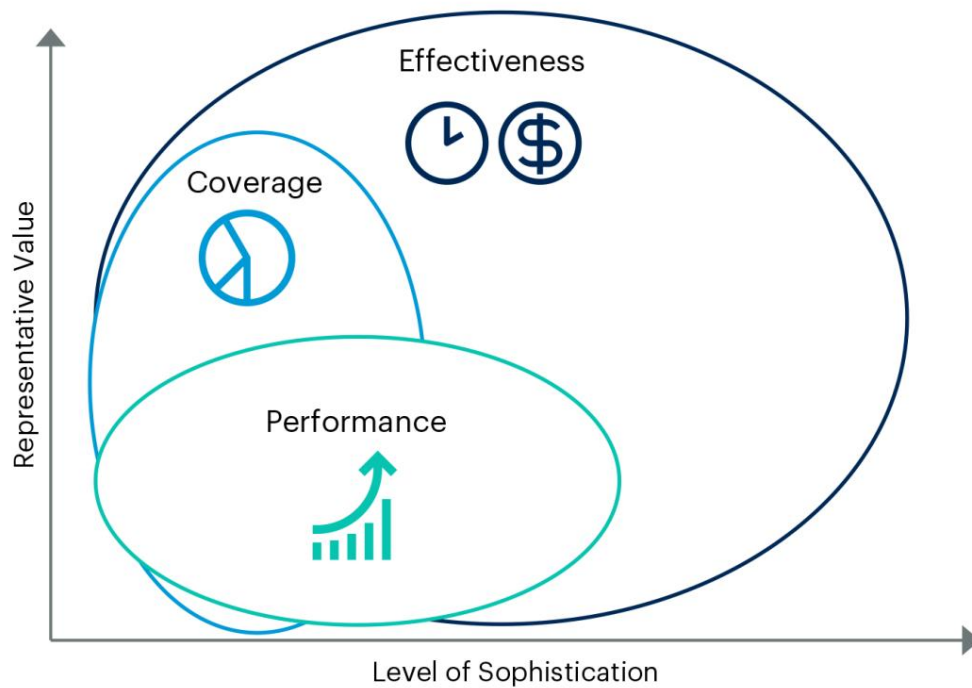 Effectiveness
$
Coverage
Representative Value
Performance
Level of Sophistication